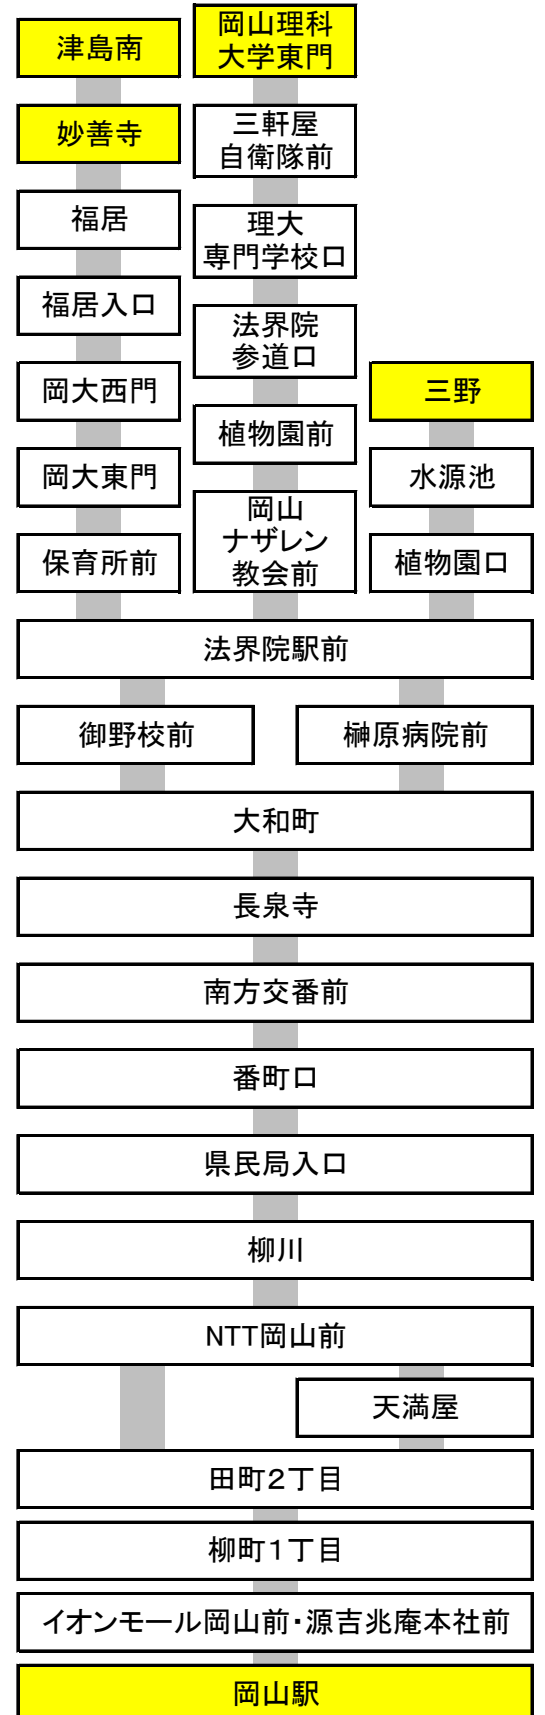 津島南
妙善寺
福居
福居入口
岡大西門
岡大東門
保育所前
岡山理科
大学東門
三軒屋
自衛隊前
理大
専門学校口
法界院
参道口
植物園前
岡山
ナザレン
教会前
三野
水源池
植物園口
法界院駅前
御野校前
榊原病院前
大和町
長泉寺
南方交番前
番町口
県民局入口
柳川
NTT岡山前
天満屋
田町2丁目
柳町1丁目
イオンモール岡山前・源吉兆庵本社前
岡山駅